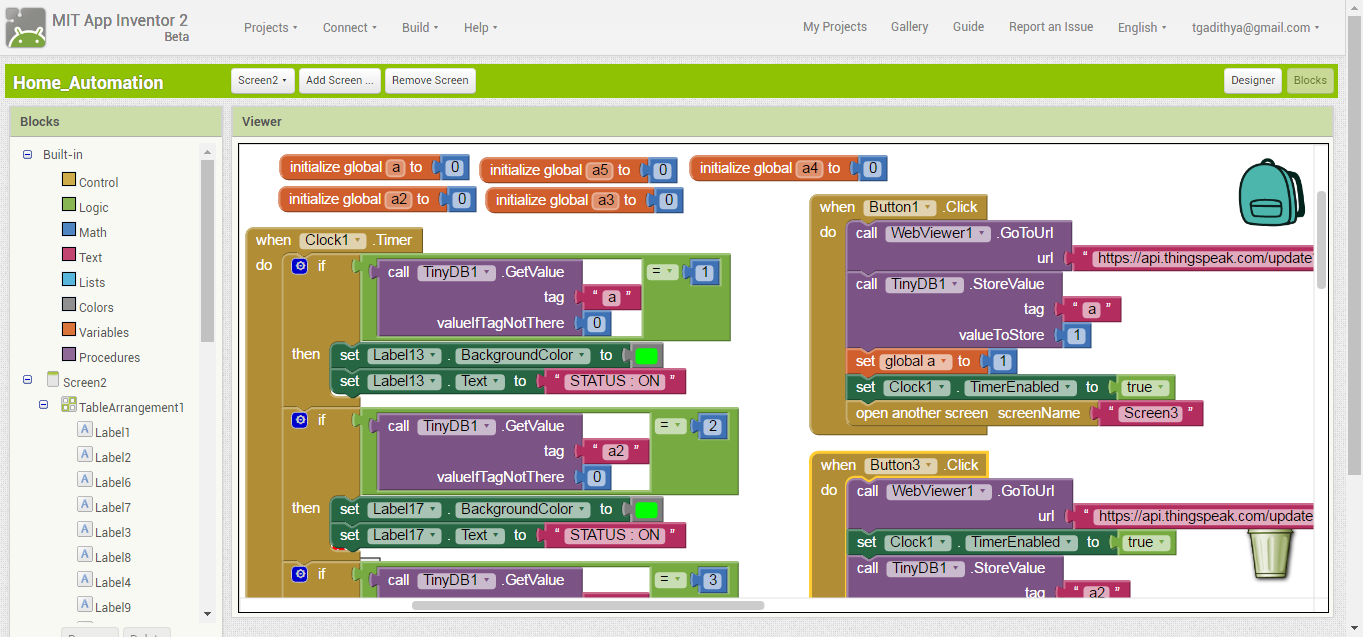 MIT App Inventor 2
Beta
Projects Connect Build Help My Projects Gallery Guide Report an Issue English tgadithya@gmail.com
Home_Automation Screen2 Add Screen ... Remove Screen Designer Blocks
Blocks
Built-in
Control
Logic
Math
Text
Lists
Colors
Variables
Procedures
Screen2
TableArrangement1
Label1
Label2
Label6
Label7
Label3
Label8
Label4
Label9
Viewer
initialize global a to 0
initialize global a5 to 0
initialize global a4 to 0
initialize global a2 to 0
initialize global a3 to 0
when Clock1 .Timer
do if call TinyDB1 .GetValue = 1
tag " a "
valueIfTagNotThere 0
then set Label13 . BackgroundColor to
set Label13 . Text to " STATUS : ON "
if call TinyDB1 .GetValue = 2
tag " a2 "
valueIfTagNotThere 0
then set Label17 . BackgroundColor to
set Label17 . Text to " STATUS : ON "
if call TinyDB1 .GetValue = 3
when Button1 .Click
do call WebViewer1 .GoToUrl
url " https://api.thingspeak.com/update
call TinyDB1 .StoreValue
tag " a "
valueToStore 1
set global a to 1
set Clock1 . TimerEnabled to true
open another screen screenName " Screen3 "
when Button3 .Click
do call WebViewer1 .GoToUrl
url " https://api.thingspeak.com/update
set Clock1 . TimerEnabled to true
call TinyDB1 .StoreValue
tag " a2 "